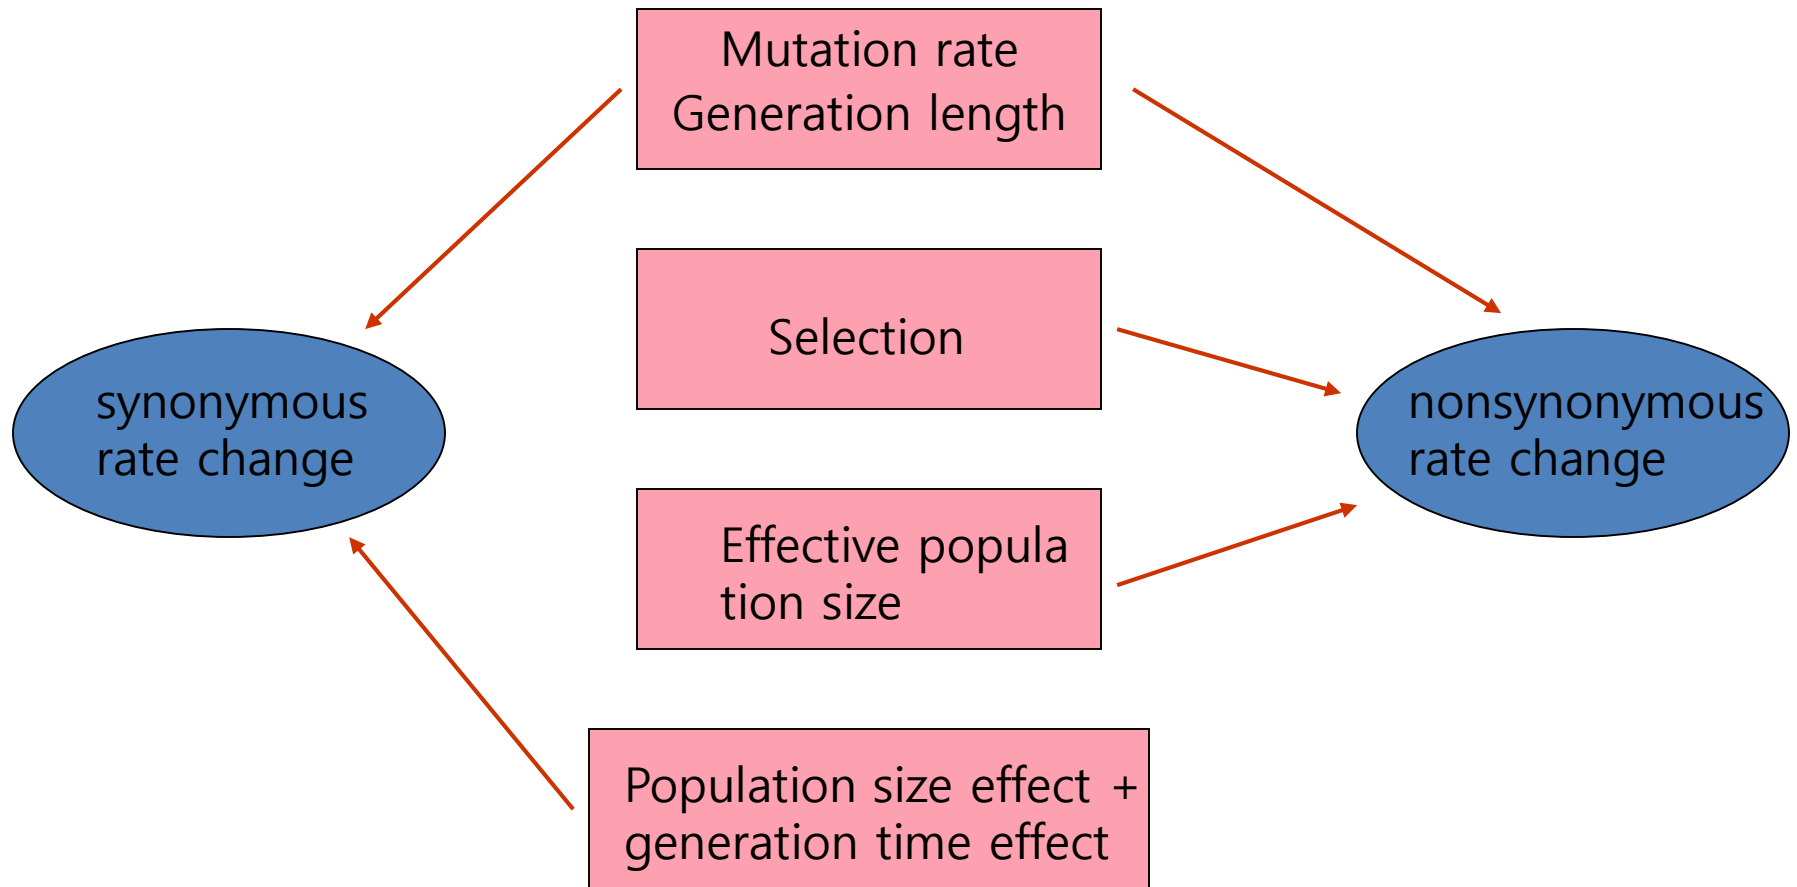 Mutation rate
Generation length
Selection
synonymous
rate change
nonsynonymous
rate change
Effective popula
tion size
Population size effect +
generation time effect